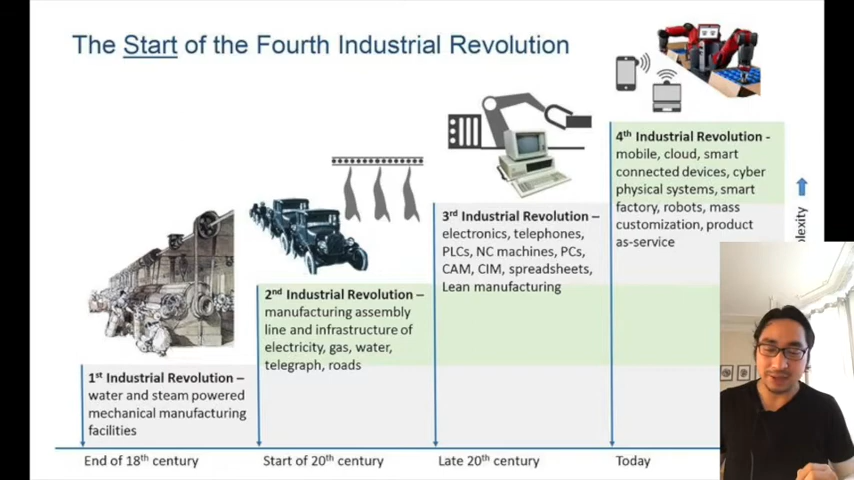 The Start of the Fourth Industrial Revolution
4th Industrial Revolution -
mobile, cloud, smart
connected devices, cyber
physical systems, smart
factory, robots, mass
customization, product
as-service
3rd Industrial Revolution –
electronics, telephones,
PLCs, NC machines, PCs,
CAM, CIM, spreadsheets,
Lean manufacturing
2nd Industrial Revolution –
manufacturing assembly
line and infrastructure of
electricity, gas, water,
telegraph, roads
1st Industrial Revolution –
water and steam powered
mechanical manufacturing
facilities
End of 18th century
Start of 20th century
Late 20th century
Today